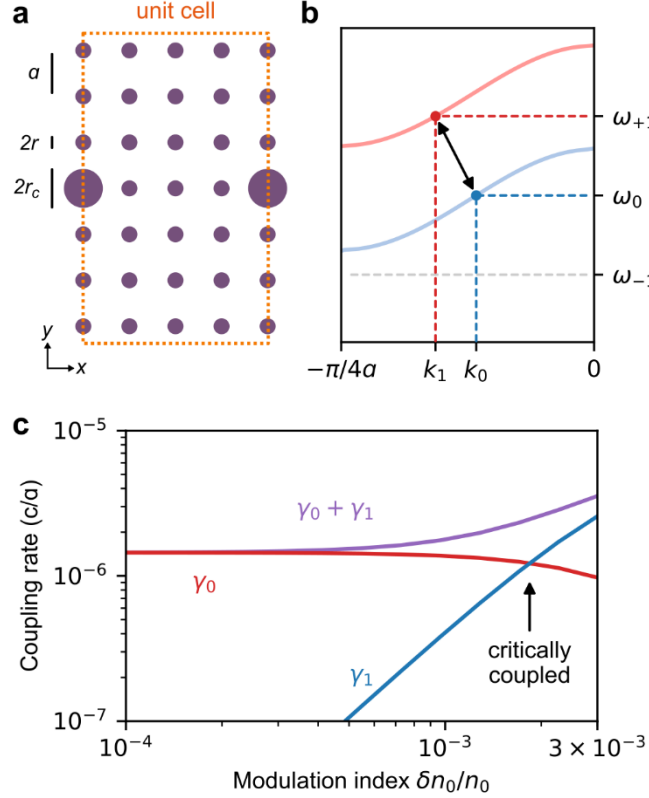 a
unit cell
a
2r
2r_c
y
x
b
ω_{+1}
ω_0
ω_{-1}
−π/4a
k_1
k_0
0
c
Coupling rate (c/a)
10^{-5}
10^{-6}
10^{-7}
γ_0 + γ_1
γ_0
γ_1
critically
coupled
10^{-4}
10^{-3}
3 × 10^{-3}
Modulation index δn_0/n_0